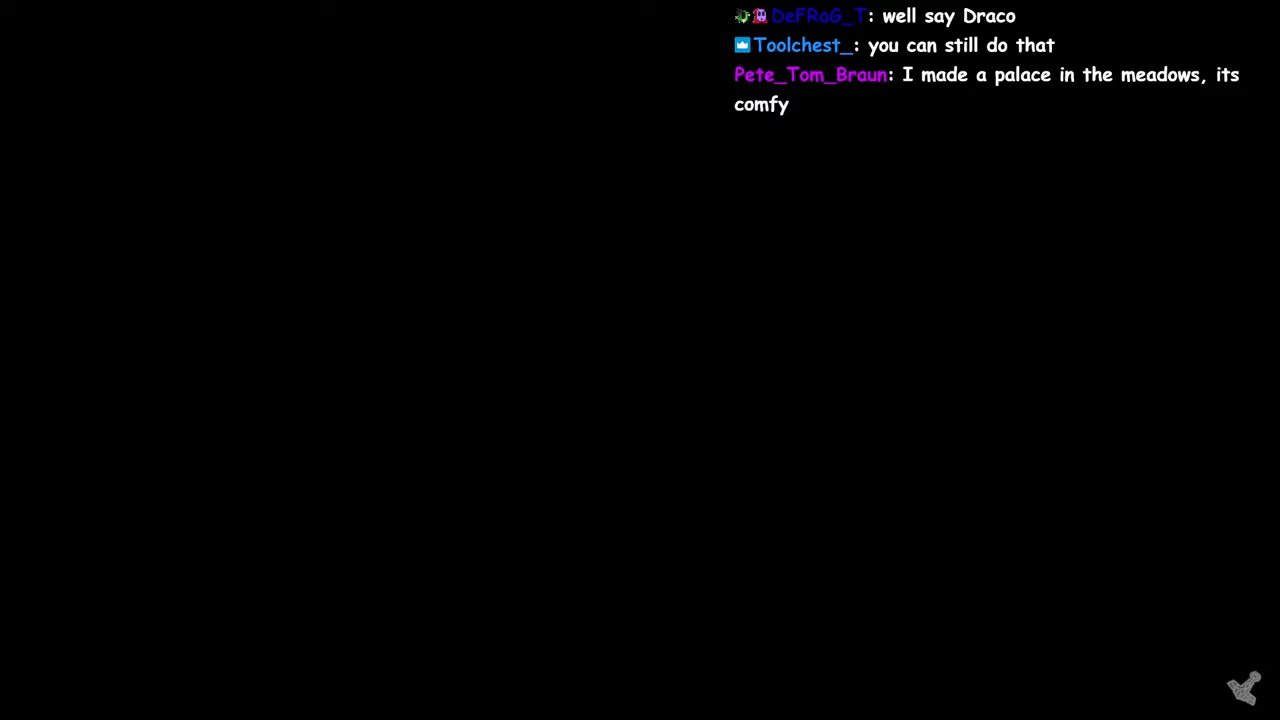 DeFRaG_T: well say Draco
Toolchest_: you can still do that
Pete_Tom_Braun: I made a palace in the meadows, its
comfy